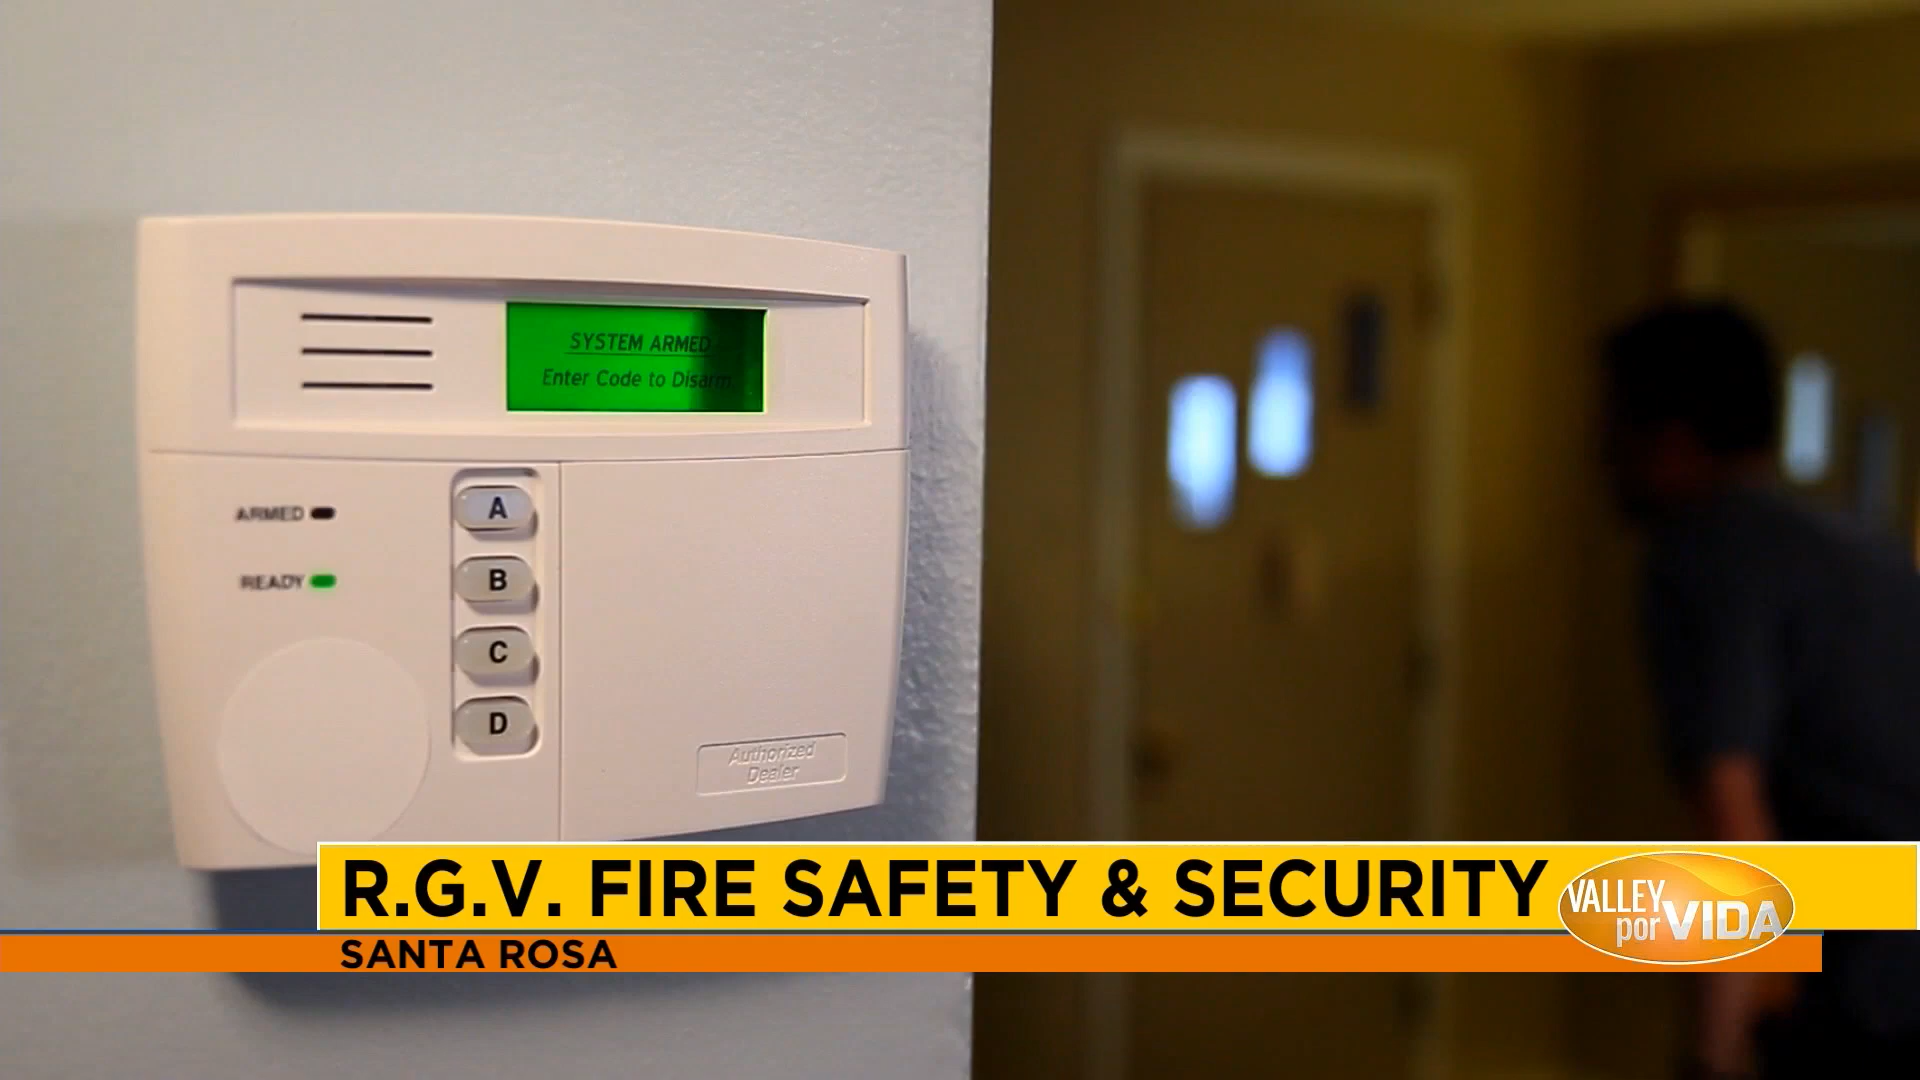 SYSTEM ARMED
Enter Code to Disarm
ARMED
READY
A
B
C
D
Authorized
Dealer
R.G.V. FIRE SAFETY & SECURITY
SANTA ROSA
VALLEY
por VIDA